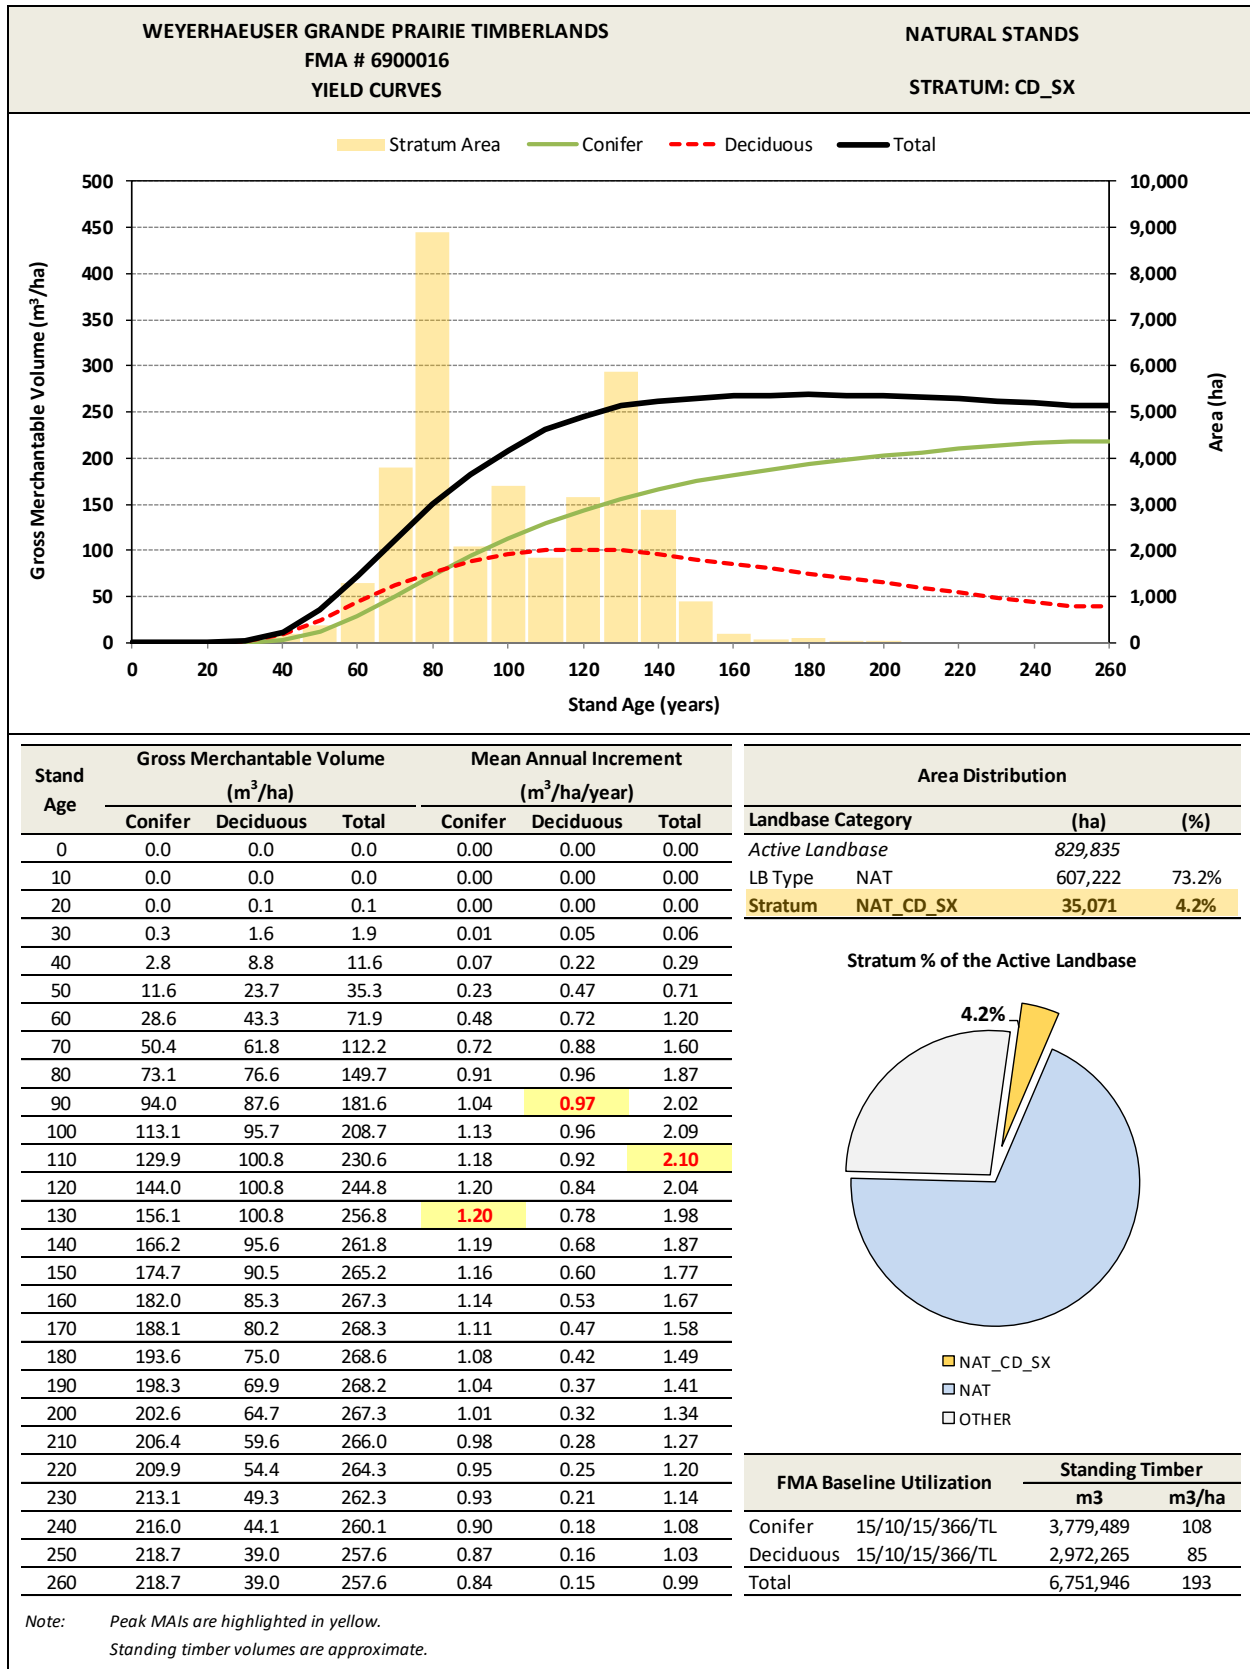 WEYERHAEUSER GRANDE PRAIRIE TIMBERLANDS
FMA # 6900016
YIELD CURVES
NATURAL STANDS
STRATUM: CD_SX
Stratum Area Conifer Deciduous Total
Gross Merchantable Volume (m³/ha)
500
450
400
350
300
250
200
150
100
50
0
10,000
9,000
8,000
7,000
6,000
5,000
4,000
3,000
2,000
1,000
0
Area (ha)
0 20 40 60 80 100 120 140 160 180 200 220 240 260
Stand Age (years)
Stand Age Gross Merchantable Volume (m³/ha) Mean Annual Increment (m³/ha/year)
Conifer Deciduous Total Conifer Deciduous Total
0 0.0 0.0 0.0 0.00 0.00 0.00
10 0.0 0.0 0.0 0.00 0.00 0.00
20 0.0 0.1 0.1 0.00 0.00 0.00
30 0.3 1.6 1.9 0.01 0.05 0.06
40 2.8 8.8 11.6 0.07 0.22 0.29
50 11.6 23.7 35.3 0.23 0.47 0.71
60 28.6 43.3 71.9 0.48 0.72 1.20
70 50.4 61.8 112.2 0.72 0.88 1.60
80 73.1 76.6 149.7 0.91 0.96 1.87
90 94.0 87.6 181.6 1.04 0.97 2.02
100 113.1 95.7 208.7 1.13 0.96 2.09
110 129.9 100.8 230.6 1.18 0.92 2.10
120 144.0 100.8 244.8 1.20 0.84 2.04
130 156.1 100.8 256.8 1.20 0.78 1.98
140 166.2 95.6 261.8 1.19 0.68 1.87
150 174.7 90.5 265.2 1.16 0.60 1.77
160 182.0 85.3 267.3 1.14 0.53 1.67
170 188.1 80.2 268.3 1.11 0.47 1.58
180 193.6 75.0 268.6 1.08 0.42 1.49
190 198.3 69.9 268.2 1.04 0.37 1.41
200 202.6 64.7 267.3 1.01 0.32 1.34
210 206.4 59.6 266.0 0.98 0.28 1.27
220 209.9 54.4 264.3 0.95 0.25 1.20
230 213.1 49.3 262.3 0.93 0.21 1.14
240 216.0 44.1 260.1 0.90 0.18 1.08
250 218.7 39.0 257.6 0.87 0.16 1.03
260 218.7 39.0 257.6 0.84 0.15 0.99
Area Distribution
Landbase Category (ha) (%)
Active Landbase 829,835
LB Type NAT 607,222 73.2%
Stratum NAT_CD_SX 35,071 4.2%
Stratum % of the Active Landbase
4.2%
NAT_CD_SX
NAT
OTHER
FMA Baseline Utilization Standing Timber
m3 m3/ha
Conifer 15/10/15/366/TL 3,779,489 108
Deciduous 15/10/15/366/TL 2,972,265 85
Total 6,751,946 193
Note: Peak MAIs are highlighted in yellow.
Standing timber volumes are approximate.